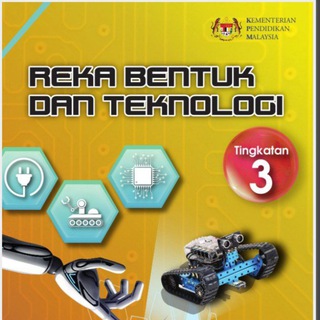 KEMENTERIAN
PENDIDIKAN
MALAYSIA
REKA BENTUK
DAN TEKNOLOGI
Tingkatan
3